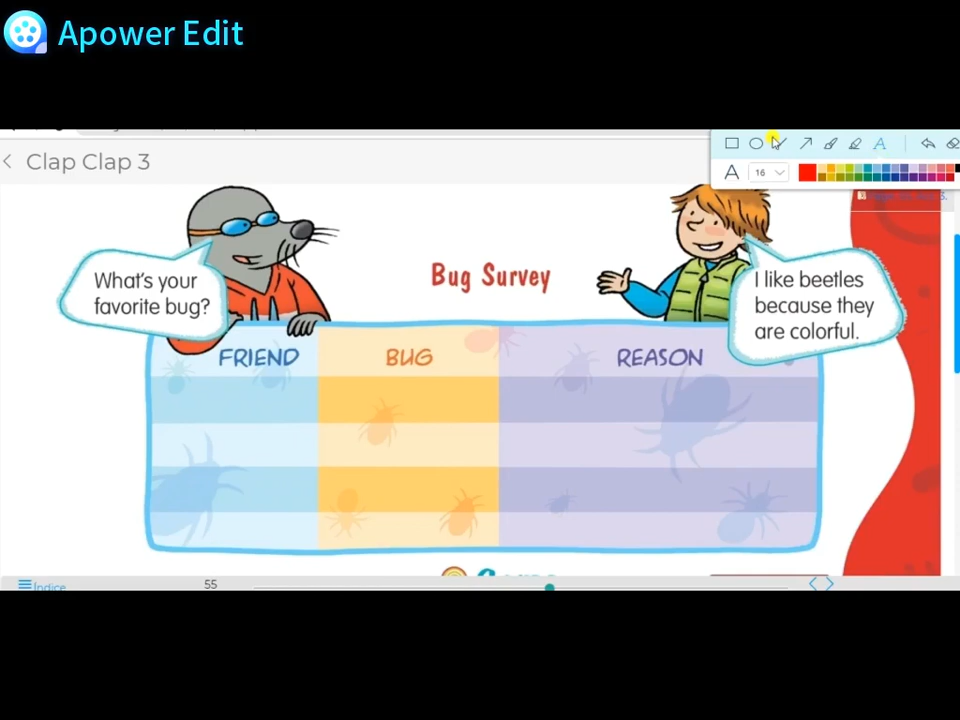 Apower Edit
Clap Clap 3
A
A 16
What's your
favorite bug?
Bug Survey
I like beetles
because they
are colorful.
FRIEND BUG REASON
Índice 55